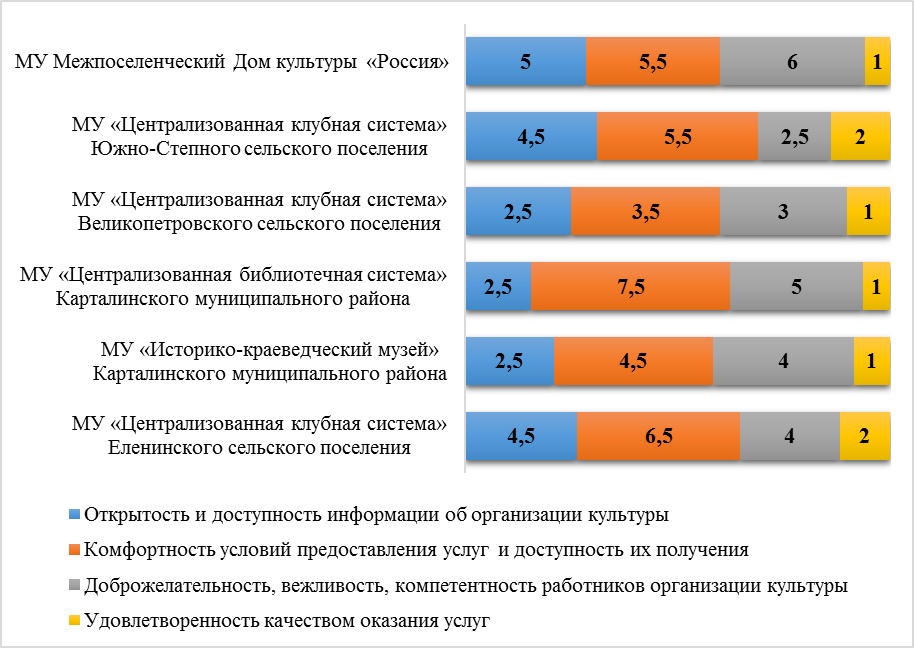 МУ Межпоселенческий Дом культуры «Россия»
5 5,5 6 1
МУ «Централизованная клубная система»
Южно-Степного сельского поселения
4,5 5,5 2,5 2
МУ «Централизованная клубная система»
Великопетровского сельского поселения
2,5 3,5 3 1
МУ «Централизованная библиотечная система»
Карталинского муниципального района
2,5 7,5 5 1
МУ «Историко-краеведческий музей»
Карталинского муниципального района
2,5 4,5 4 1
МУ «Централизованная клубная система»
Еленинского сельского поселения
4,5 6,5 4 2
Открытость и доступность информации об организации культуры
Комфортность условий предоставления услуг и доступность их получения
Доброжелательность, вежливость, компетентность работников организации культуры
Удовлетворенность качеством оказания услуг